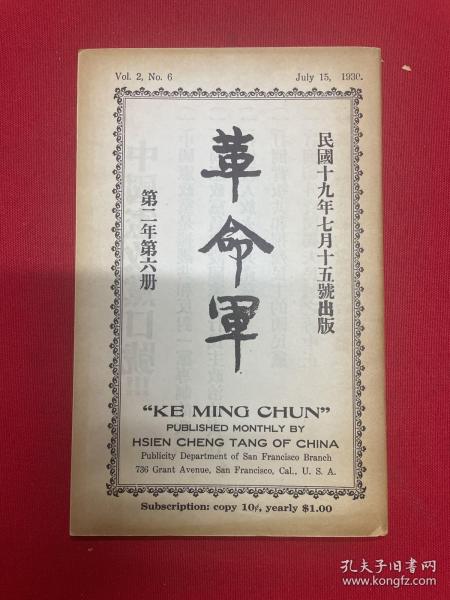 Vol. 2, No. 6
July 15, 1930.
民國十九年七月十五號出版
革命軍
第二年第六册
"KE MING CHUN"
PUBLISHED MONTHLY BY
HSIEN CHENG TANG OF CHINA
Publicity Department of San Francisco Branch
736 Grant Avenue, San Francisco, Cal., U. S. A.
Subscription: copy 10¢, yearly $1.00
孔夫子旧书网
www.kongfz.com